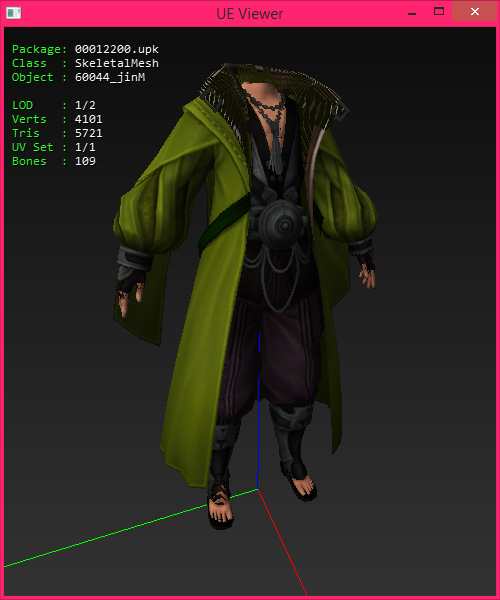 UE Viewer
Package: 00012200.upk
Class  : SkeletalMesh
Object : 60044_jinM
LOD    : 1/2
Verts  : 4101
Tris   : 5721
UV Set : 1/1
Bones  : 109